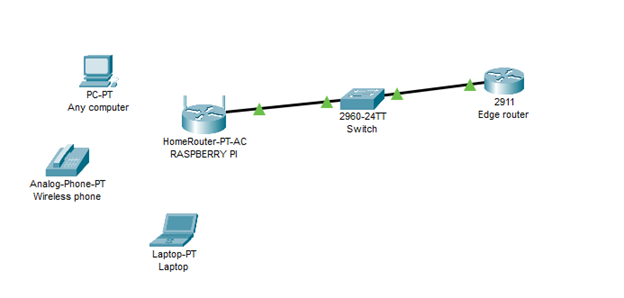 PC-PT
Any computer
2911
Edge router
2960-24TT
Switch
HomeRouter-PT-AC
RASPBERRY PI
Analog-Phone-PT
Wireless phone
Laptop-PT
Laptop